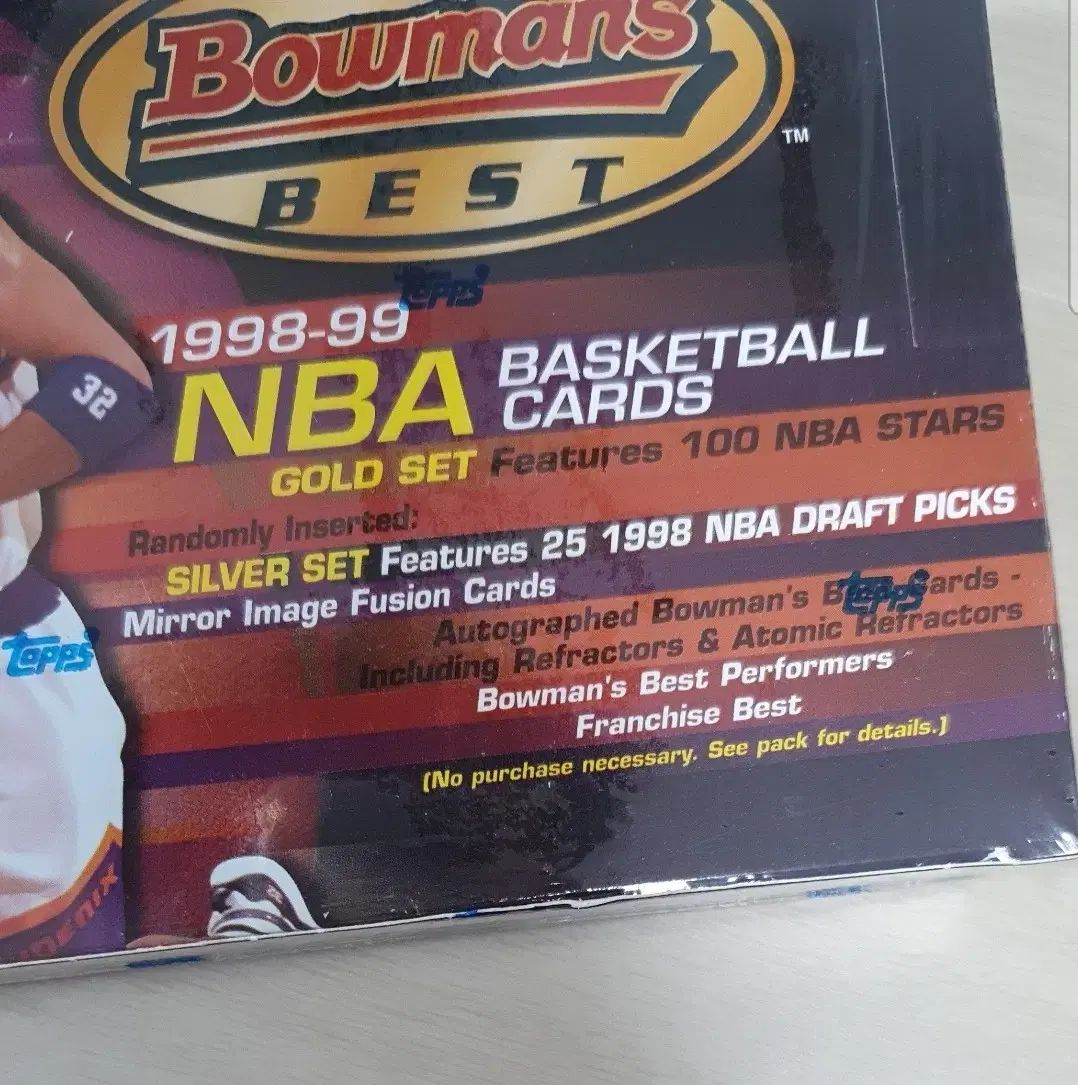 Bowman's
BEST
TM
Topps
1998-99
NBA BASKETBALL
CARDS
32
GOLD SET Features 100 NBA STARS
Randomly Inserted:
SILVER SET Features 25 1998 NBA DRAFT PICKS
Mirror Image Fusion Cards
Autographed Bowman's Cards -
Topps
Including Refractors & Atomic Refractors
Topps
Bowman's Best Performers
Franchise Best
(No purchase necessary. See pack for details.)